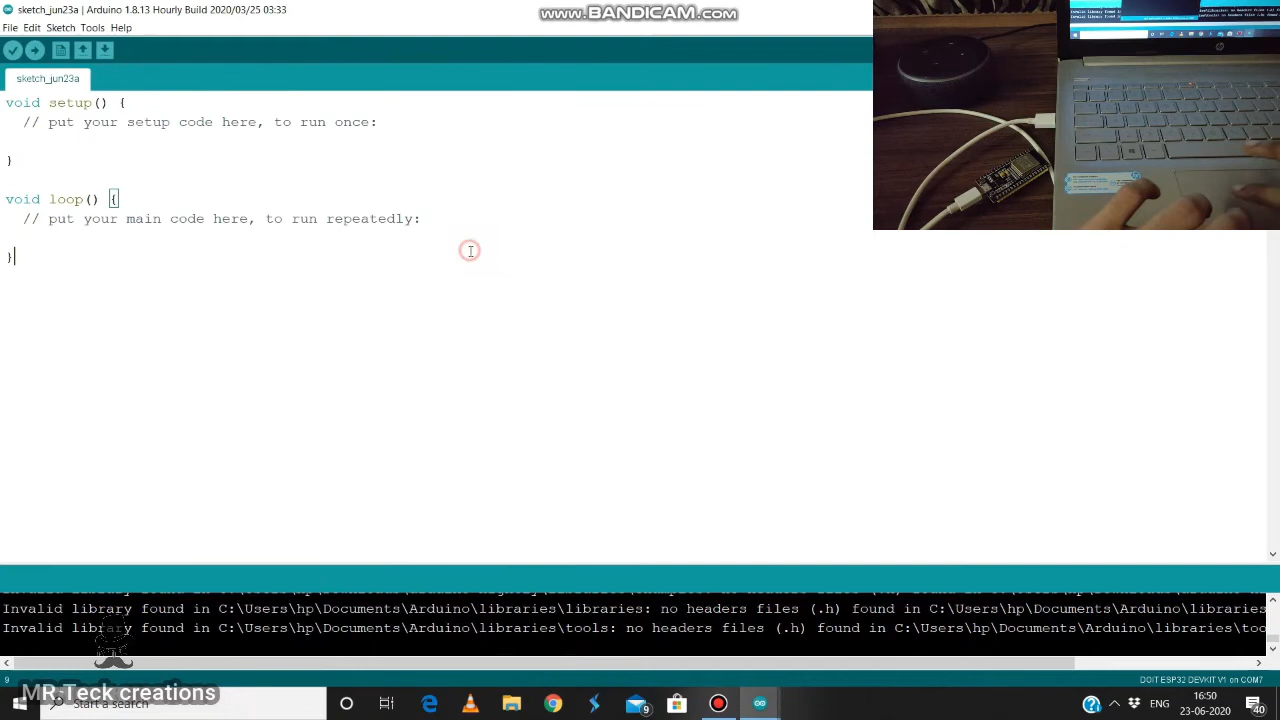 sketch_jun23a | Arduino 1.8.13 Hourly Build 2020/03/25 03:33
www.BANDICAM.com
File Edit Sketch Tools Help
sketch_jun23a
void setup() {
// put your setup code here, to run once:
}
void loop() {
// put your main code here, to run repeatedly:
}
Invalid library found in C:\Users\hp\Documents\Arduino\libraries\libraries: no headers files (.h) found in C:\Users\hp\Documents\Arduino\libraries
Invalid library found in C:\Users\hp\Documents\Arduino\libraries\tools: no headers files (.h) found in C:\Users\hp\Documents\Arduino\libraries\too
9
DOIT ESP32 DEVKIT V1 on COM7
MR.Teck creations
Start a search
9
ENG
16:50
23-06-2020
40